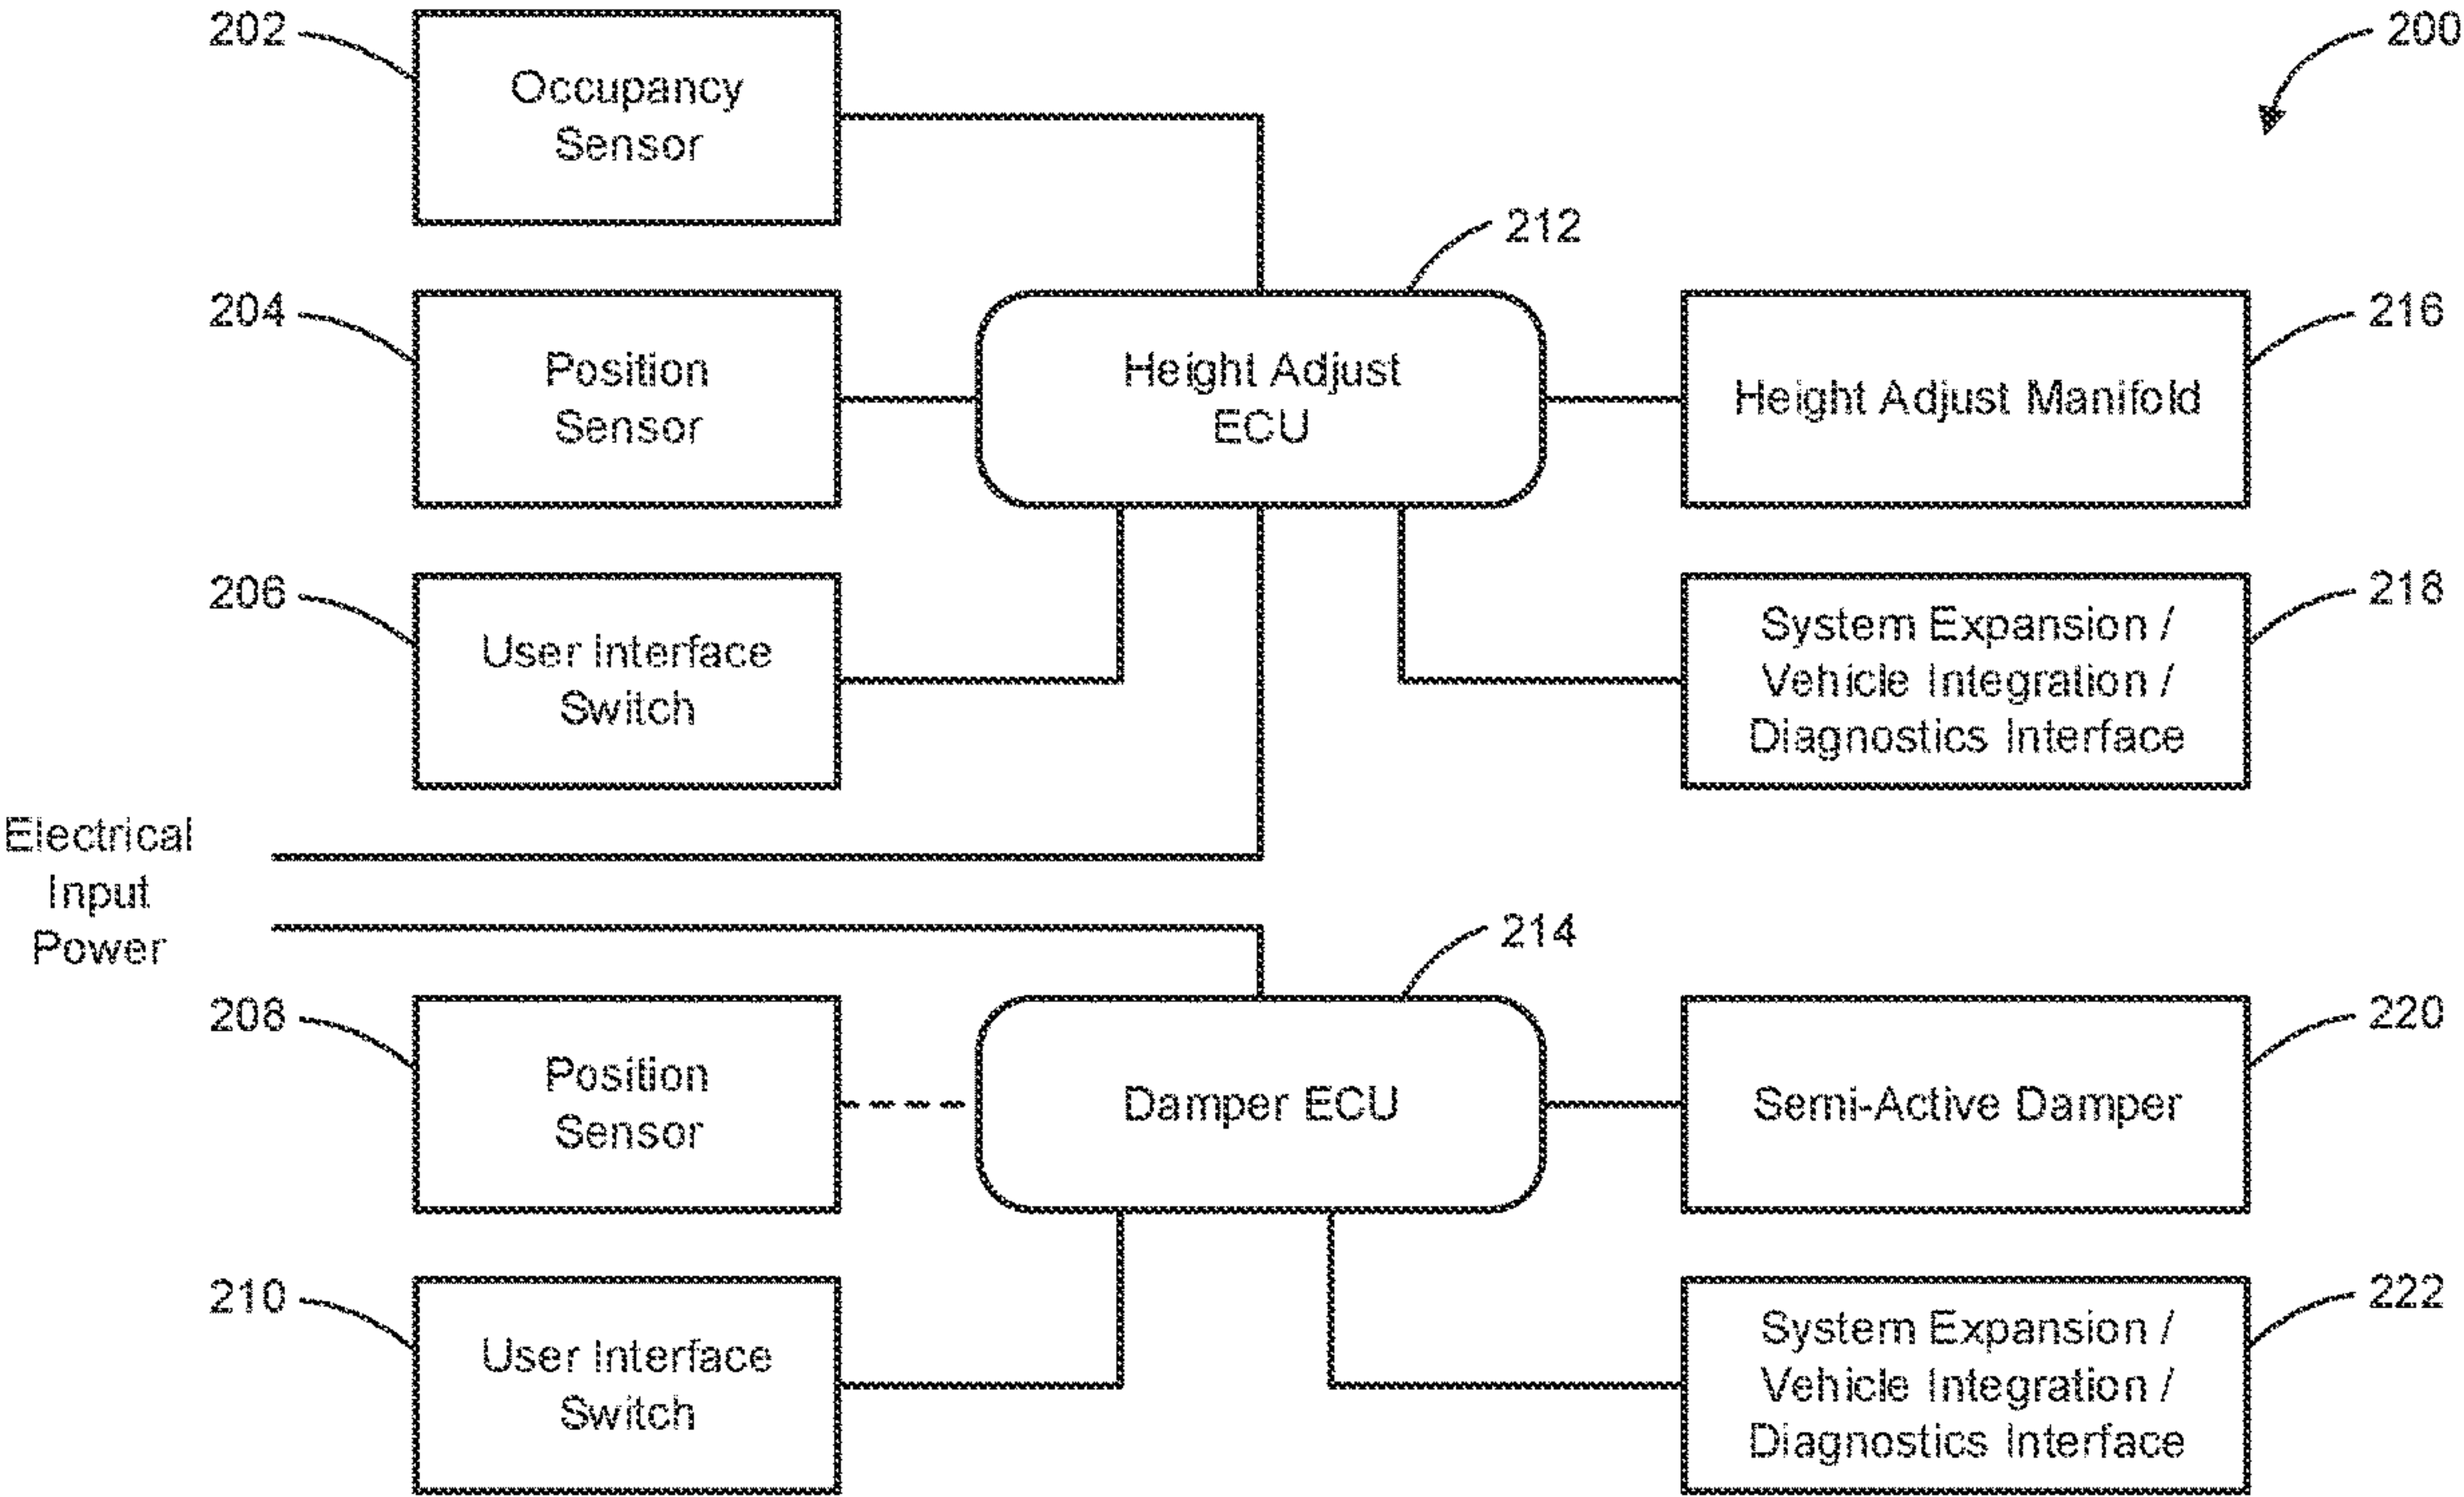 202
Occupancy
Sensor
200
212
204
Position
Sensor
Height Adjust
ECU
216
Height Adjust Manifold
206
User Interface
Switch
218
System Expansion /
Vehicle Integration /
Diagnostics Interface
Electrical
Input
Power
214
208
Position
Sensor
Damper ECU
220
Semi-Active Damper
210
User Interface
Switch
222
System Expansion /
Vehicle Integration /
Diagnostics Interface